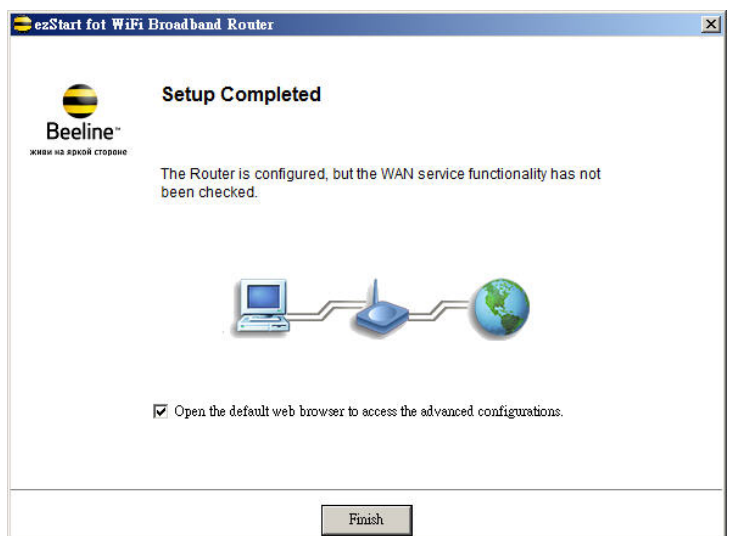 ezStart fot WiFi Broadband Router
Setup Completed
Beeline™
живи на яркой стороне
The Router is configured, but the WAN service functionality has not
been checked.
Open the default web browser to access the advanced configurations.
Finish